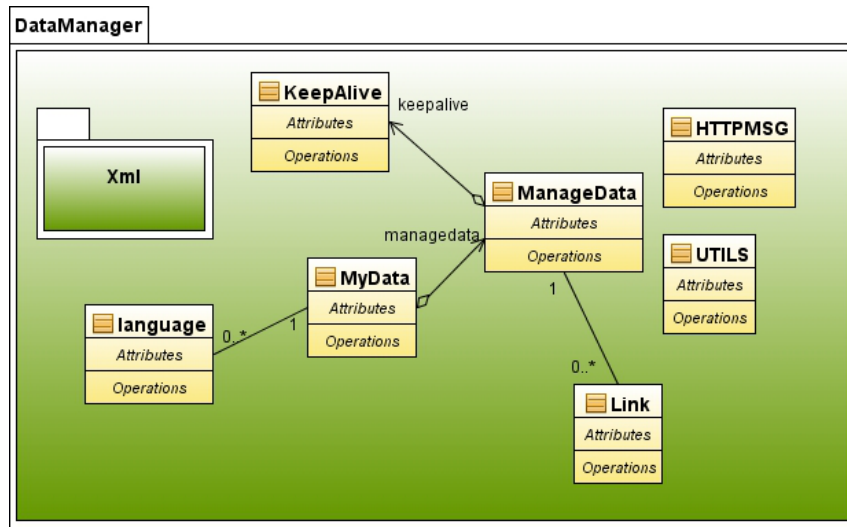 DataManager
KeepAlive
Attributes
Operations
keepalive
Xml
HTTPMSG
Attributes
Operations
ManageData
Attributes
Operations
managedata
UTILS
Attributes
Operations
MyData
Attributes
Operations
language
Attributes
Operations
0..*
1
1
0..*
Link
Attributes
Operations